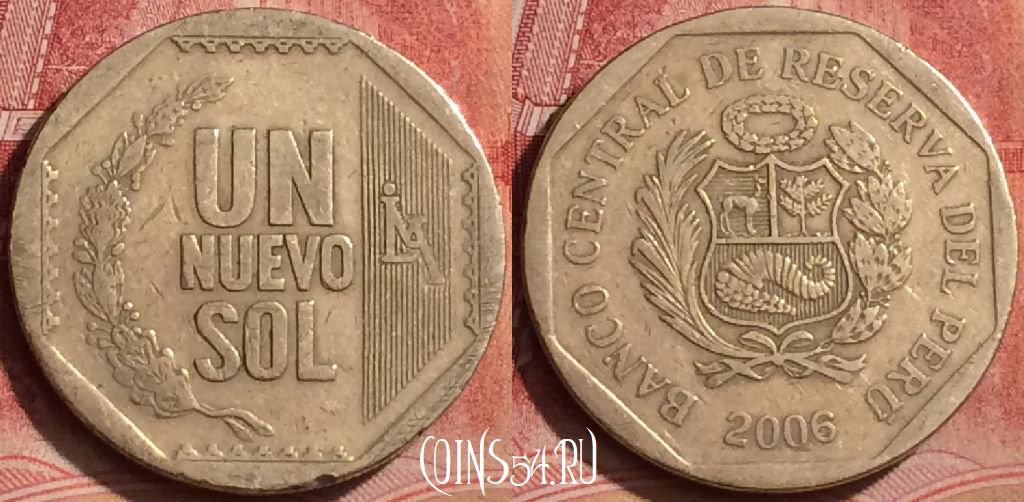 UN
NUEVO
SOL
BANCO CENTRAL DE RESERVA DEL PERU
2006
COINS54.RU